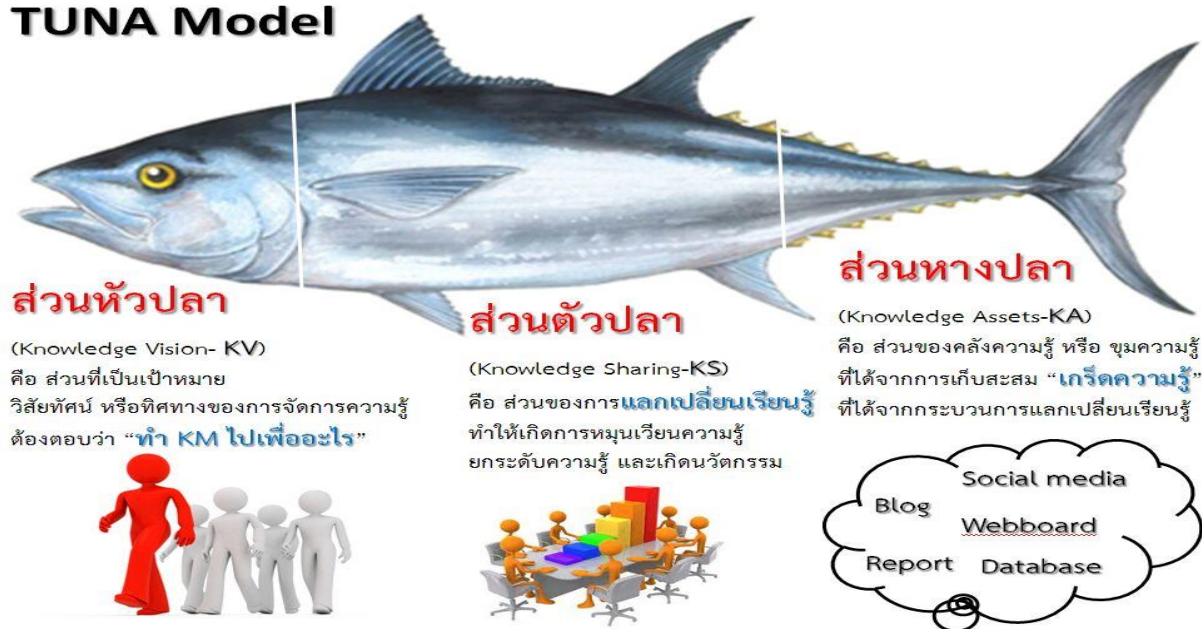 TUNA Model
ส่วนหัวปลา
(Knowledge Vision- KV)
คือ ส่วนที่เป็นเป้าหมาย
วิสัยทัศน์ หรือทิศทางของการจัดการความรู้
ต้องตอบว่า “ทำ KM ไปเพื่ออะไร”
ส่วนตัวปลา
(Knowledge Sharing-KS)
คือ ส่วนของการแลกเปลี่ยนเรียนรู้
ทำให้เกิดการหมุนเวียนความรู้
ยกระดับความรู้ และเกิดนวัตกรรม
ส่วนหางปลา
(Knowledge Assets-KA)
คือ ส่วนของคลังความรู้ หรือ ขุมความรู้
ที่ได้จากการเก็บสะสม “เกร็ดความรู้”
ที่ได้จากกระบวนการแลกเปลี่ยนเรียนรู้
Social media
Blog
Webboard
Report Database